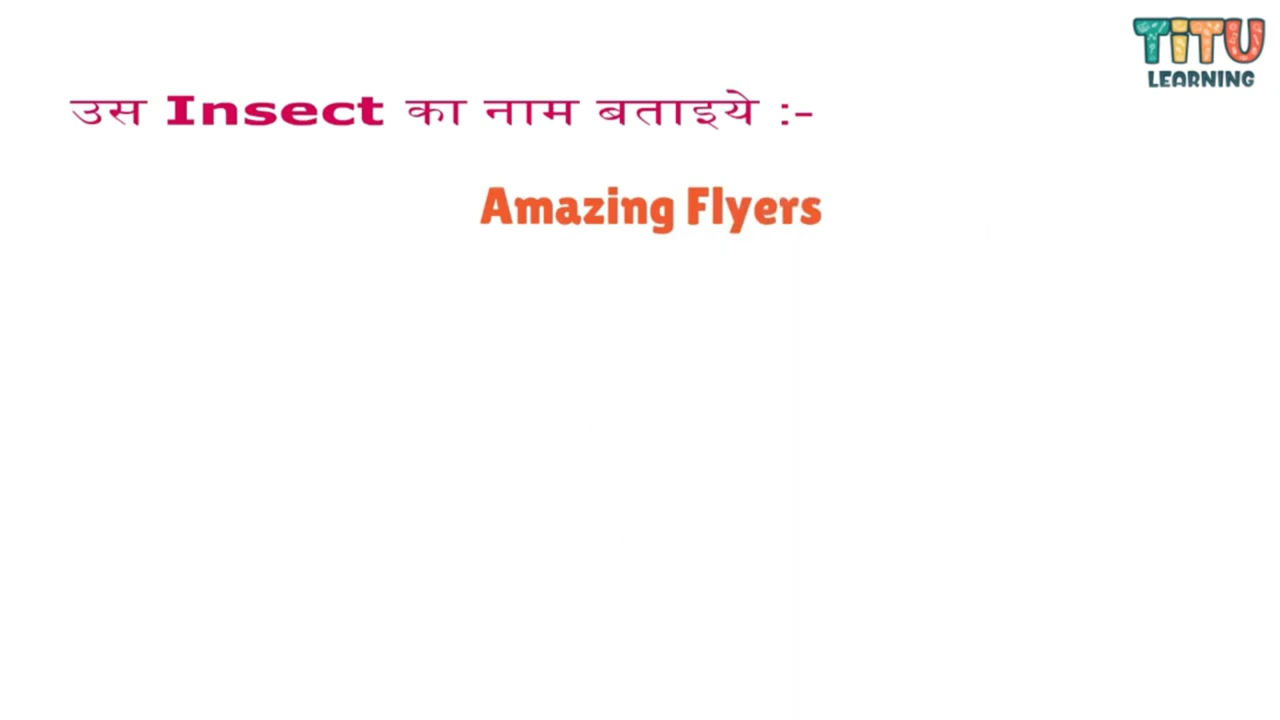 TiTU
LEARNING
उस Insect का नाम बताइये :-
Amazing Flyers